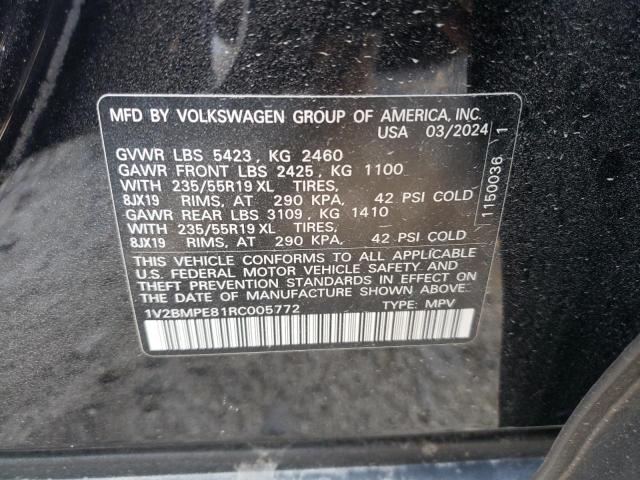 MFD BY VOLKSWAGEN GROUP OF AMERICA, INC.
USA 03/2024
GVWR LBS 5423 , KG 2460
GAWR FRONT LBS 2425 , KG 1100
WITH 235/55R19 XL TIRES,
8JX19 RIMS, AT 290 KPA, 42 PSI COLD
GAWR REAR LBS 3109 , KG 1410
WITH 235/55R19 XL TIRES,
8JX19 RIMS, AT 290 KPA, 42 PSI COLD
THIS VEHICLE CONFORMS TO ALL APPLICABLE
U.S. FEDERAL MOTOR VEHICLE SAFETY AND
THEFT PREVENTION STANDARDS IN EFFECT ON
THE DATE OF MANUFACTURE SHOWN ABOVE.
1V2BMPE81RC005772 TYPE: MPV
1150036 1